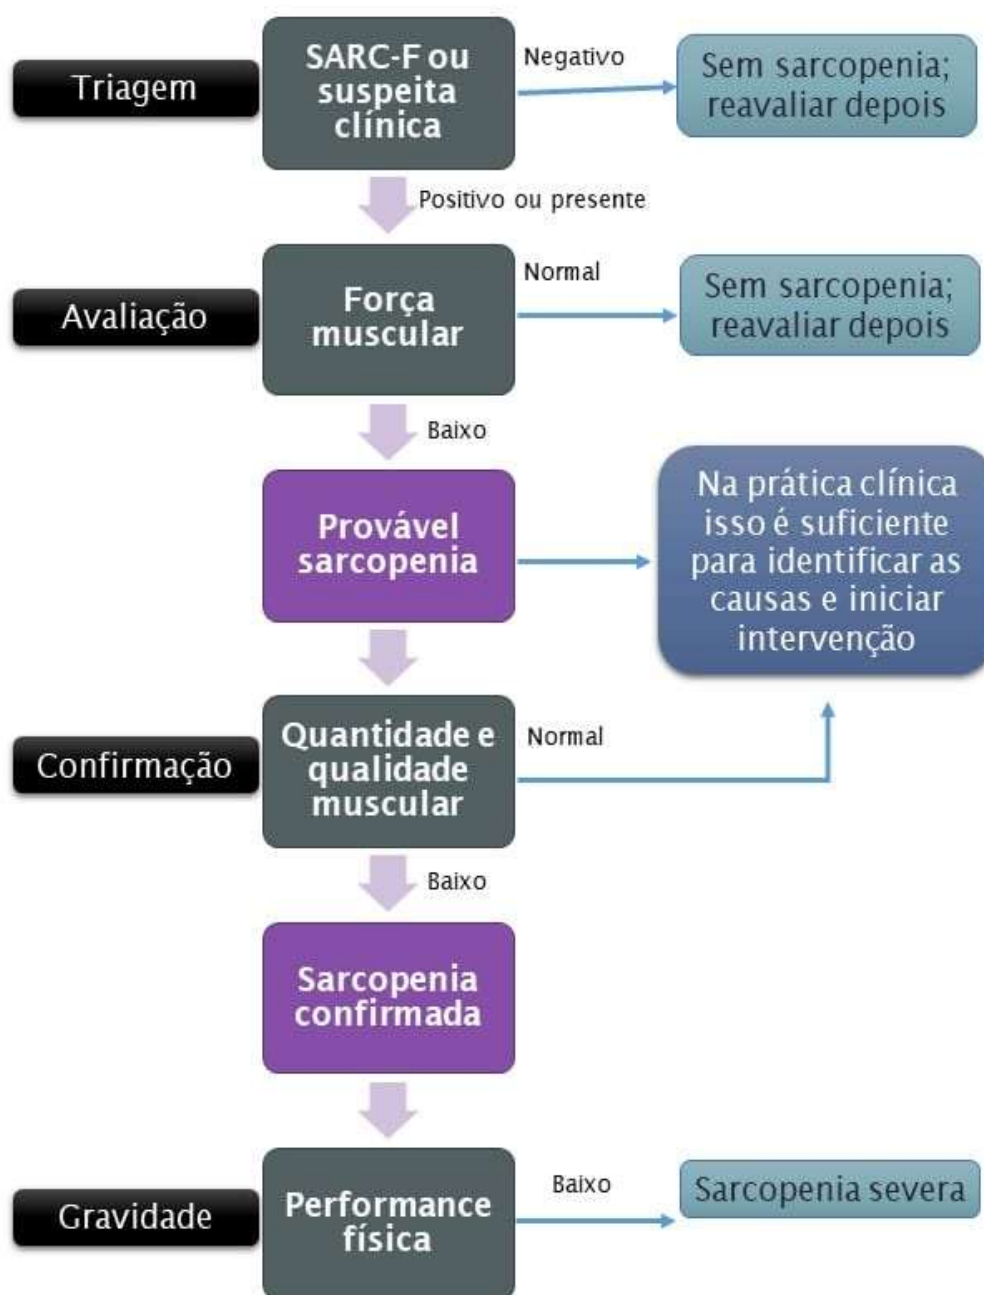 Triagem
SARC-F ou
suspeita
clínica
Negativo
Sem sarcopenia;
reavaliar depois
Positivo ou presente
Avaliação
Força
muscular
Normal
Sem sarcopenia;
reavaliar depois
Baixo
Provável
sarcopenia
Na prática clínica
isso é suficiente
para identificar as
causas e iniciar
intervenção
Confirmação
Quantidade e
qualidade
muscular
Normal
Baixo
Sarcopenia
confirmada
Gravidade
Performance
física
Baixo
Sarcopenia severa